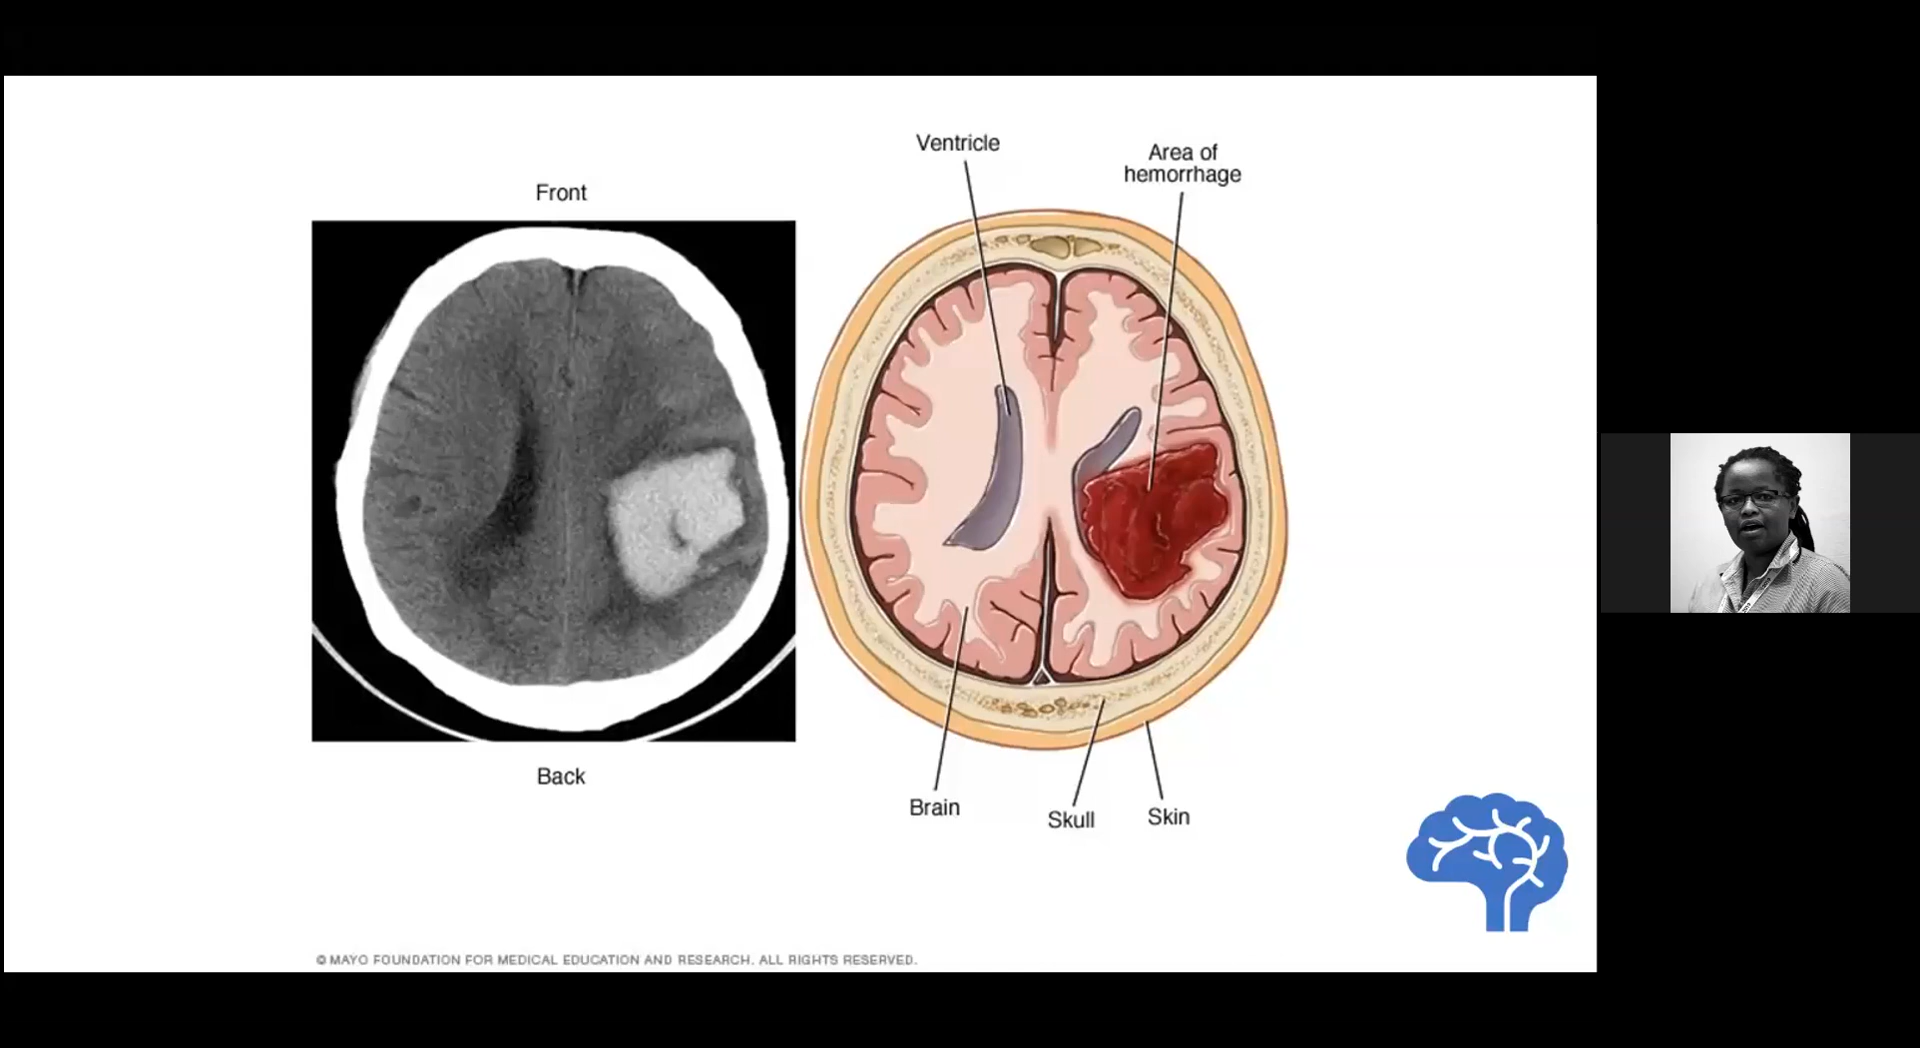 Ventricle
Area of
hemorrhage
Front
Back
Brain
Skull
Skin
© MAYO FOUNDATION FOR MEDICAL EDUCATION AND RESEARCH. ALL RIGHTS RESERVED.